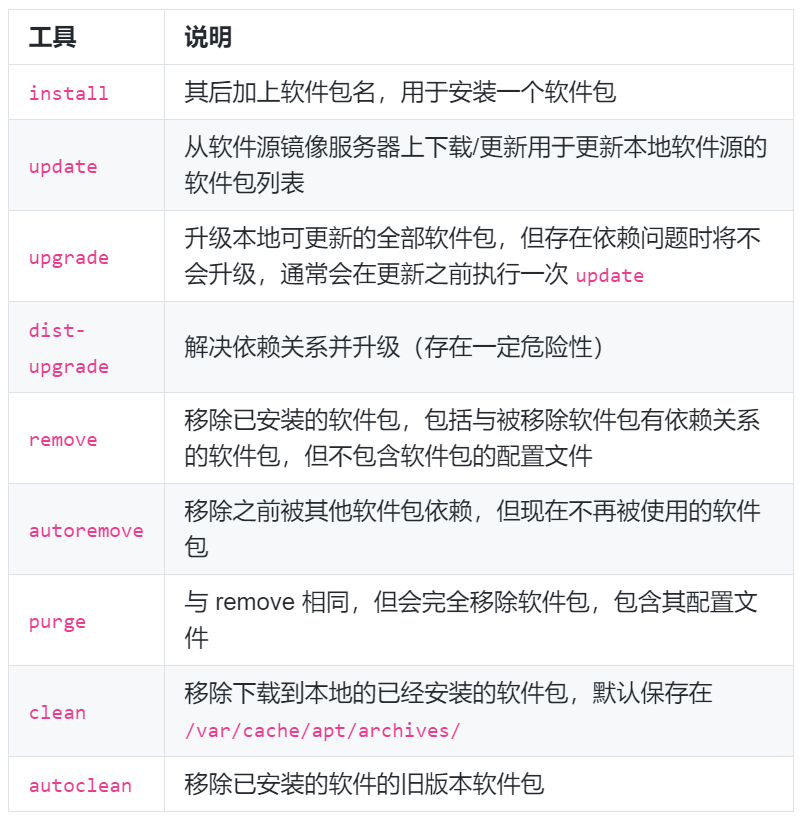 工具 说明
install 其后加上软件包名，用于安装一个软件包
update 从软件源镜像服务器上下载/更新用于更新本地软件源的
软件包列表
upgrade 升级本地可更新的全部软件包，但存在依赖问题时将不
会升级，通常会在更新之前执行一次 update
dist-
upgrade 解决依赖关系并升级（存在一定危险性）
remove 移除已安装的软件包，包括与被移除软件包有依赖关系
的软件包，但不包含软件包的配置文件
autoremove 移除之前被其他软件包依赖，但现在不再被使用的软件
包
purge 与 remove 相同，但会完全移除软件包，包含其配置文
件
clean 移除下载到本地的已经安装的软件包，默认保存在
/var/cache/apt/archives/
autoclean 移除已安装的软件的旧版本软件包